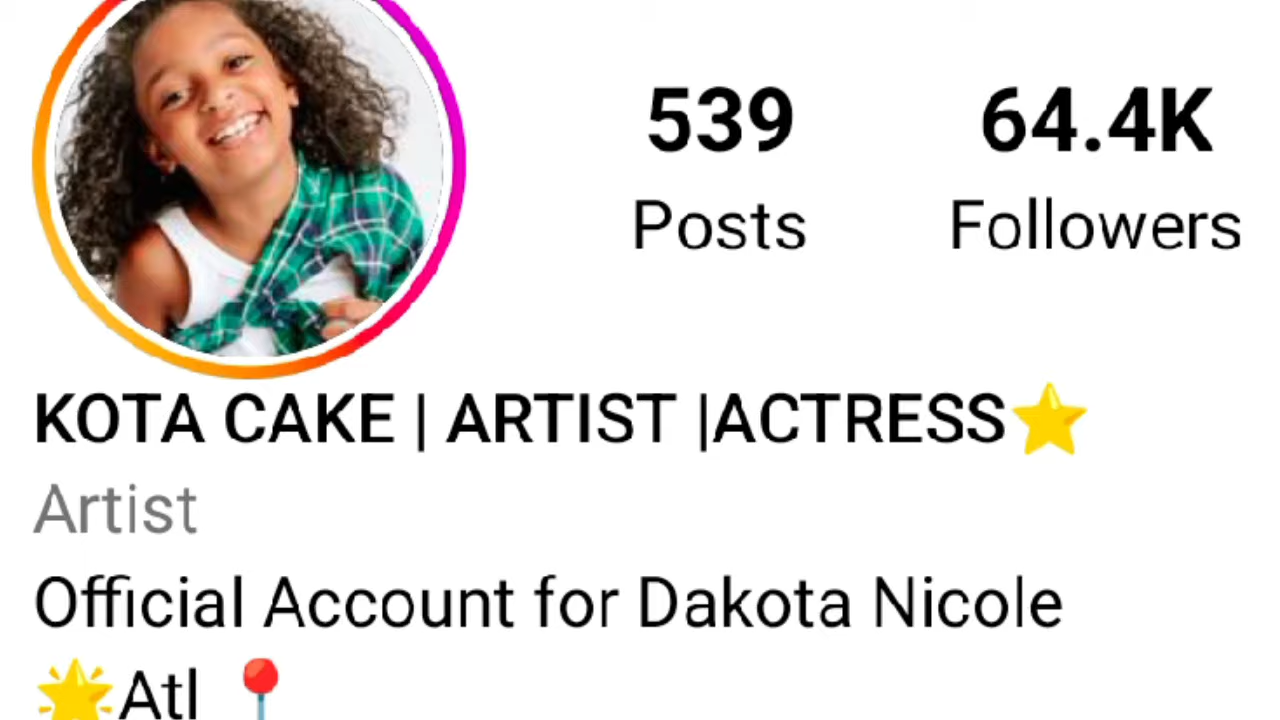 539 64.4K
Posts Followers
KOTA CAKE | ARTIST |ACTRESS⭐
Artist
Official Account for Dakota Nicole
🌟Atl 📍